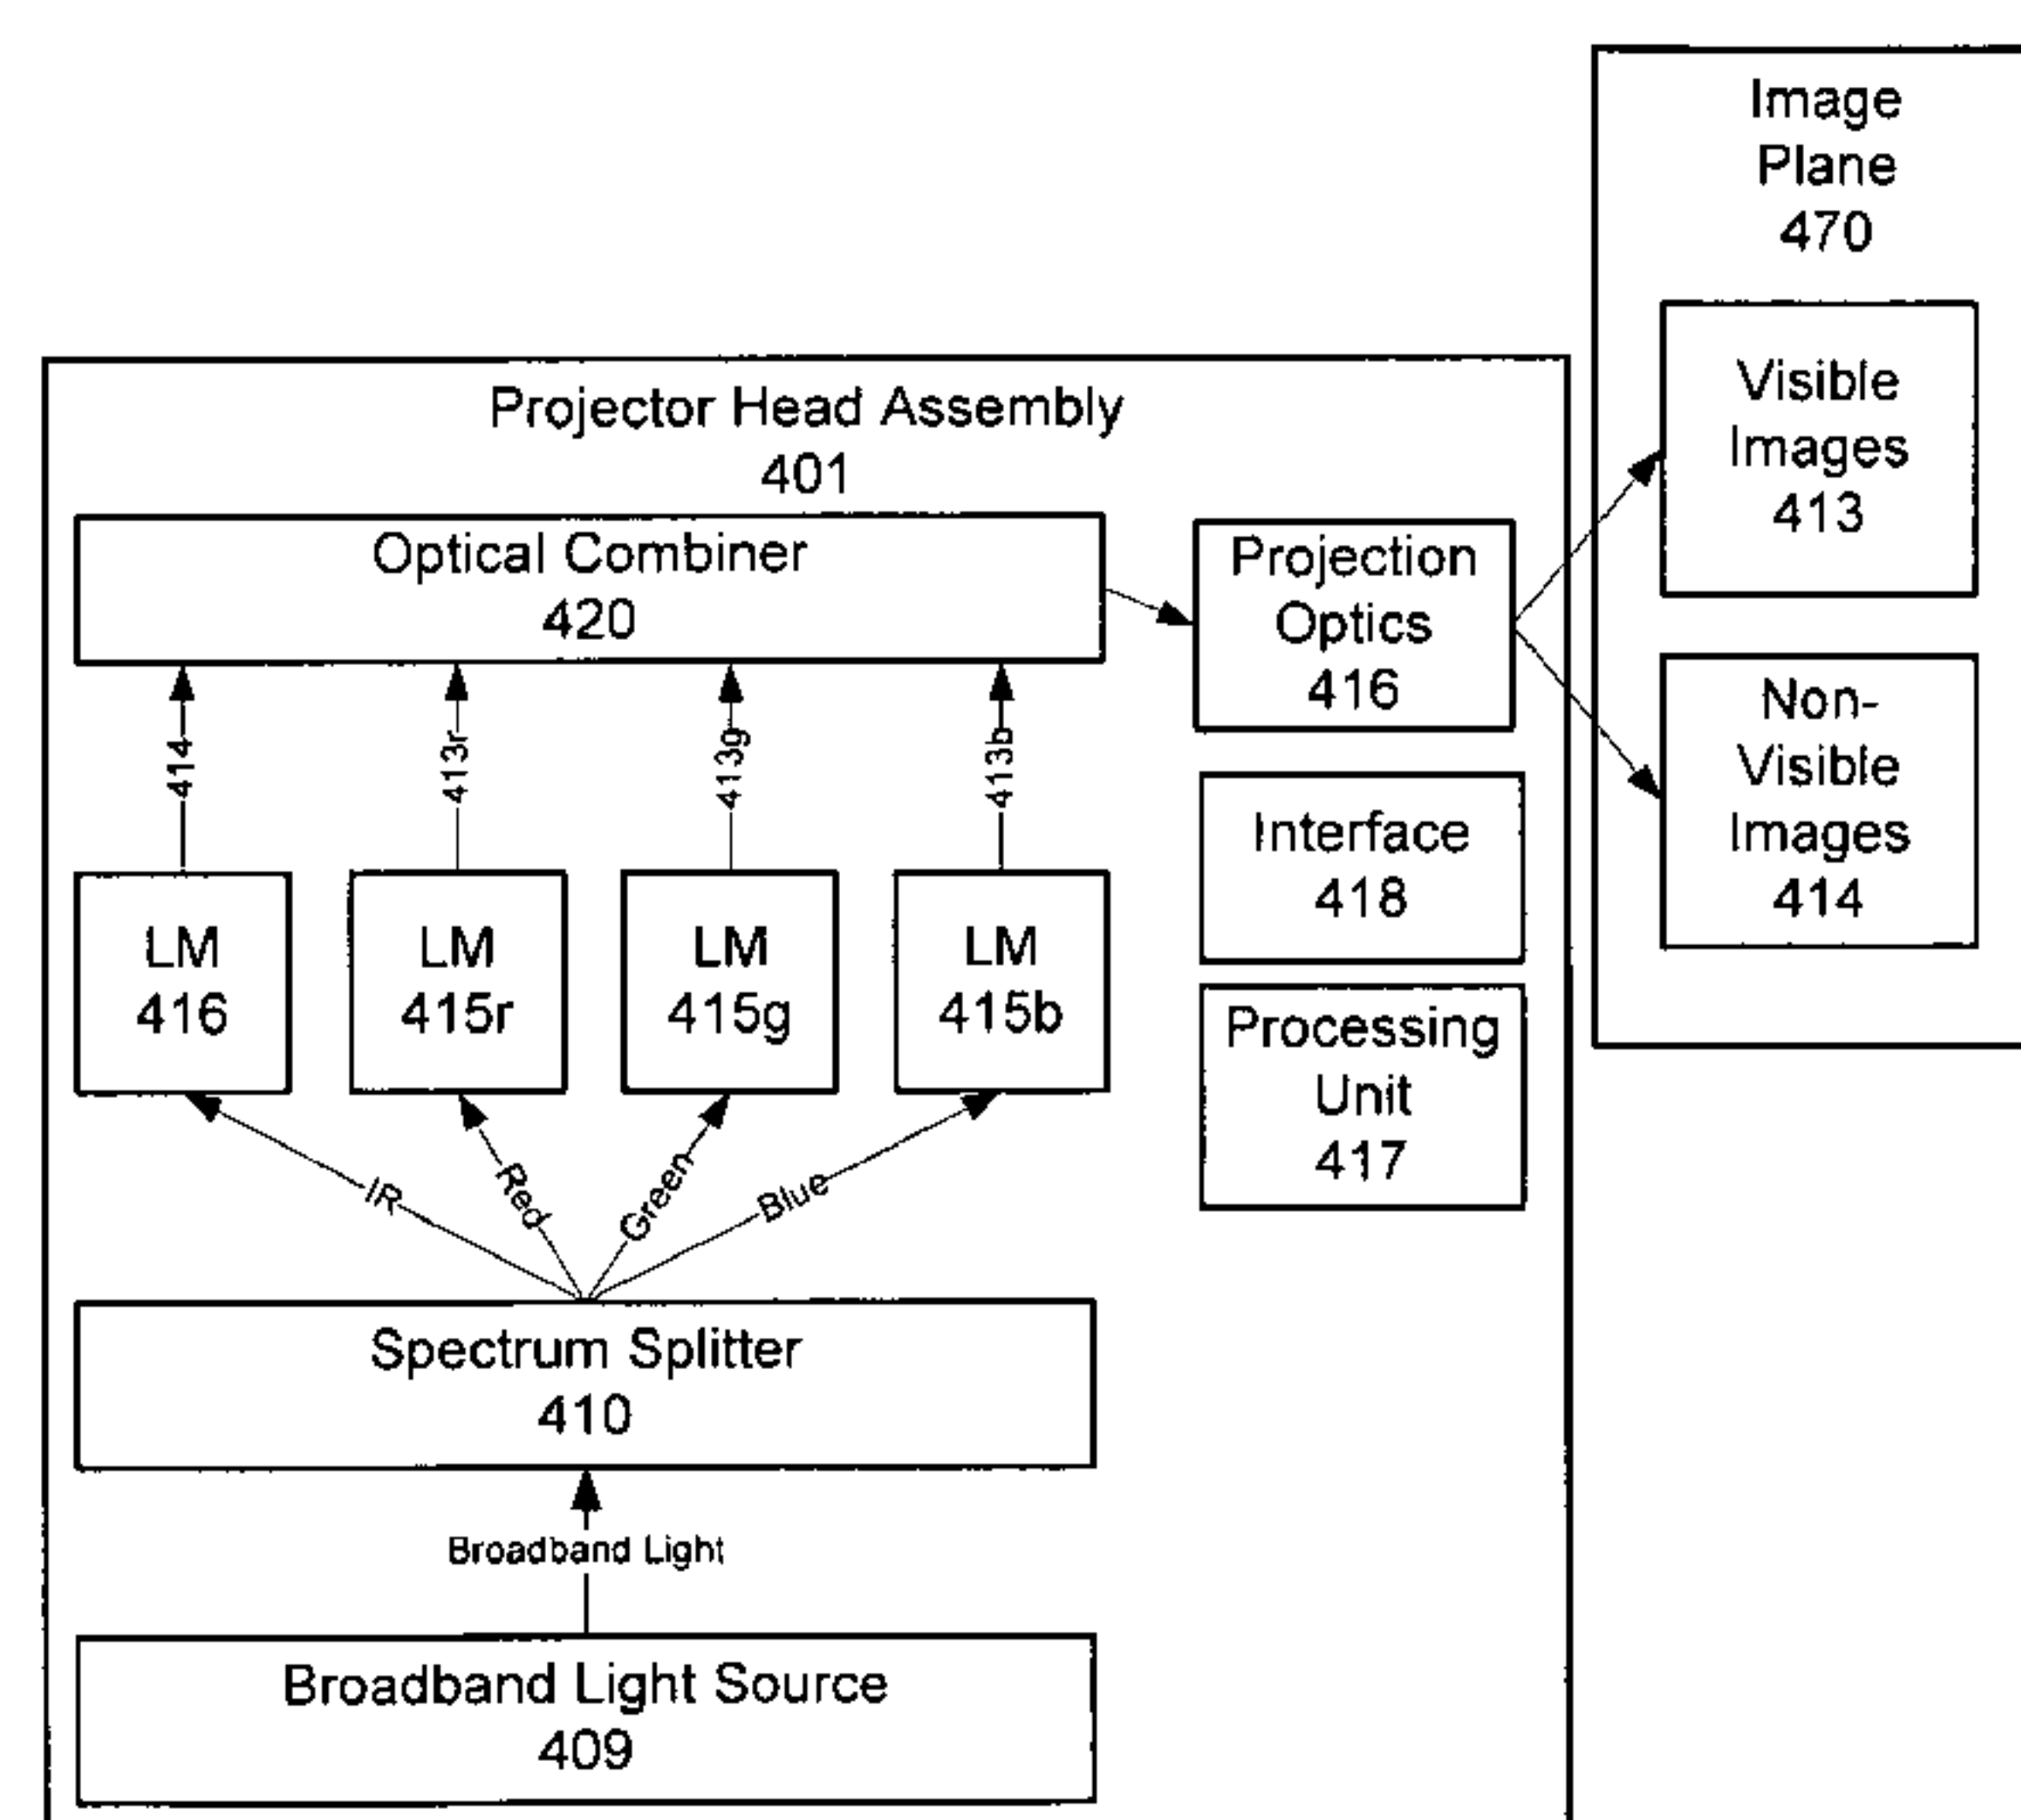 Image
Plane
470
Visible
Images
413
Non-
Visible
Images
414
Projector Head Assembly
401
Optical Combiner
420
Projection
Optics
416
414
413r
413g
413b
Interface
418
LM
416
LM
415r
LM
415g
LM
415b
Processing
Unit
417
IR
Red
Green
Blue
Spectrum Splitter
410
Broadband Light
Broadband Light Source
409